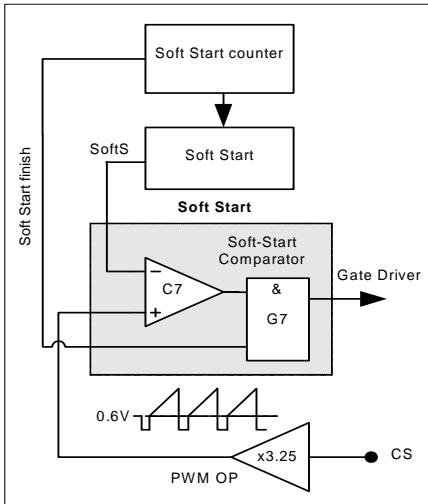 Soft Start counter
Soft Start finish
SoftS
Soft Start
Soft Start
Soft-Start
Comparator
−
C7
+
&
G7
Gate Driver
0.6V
x3.25
CS
PWM OP